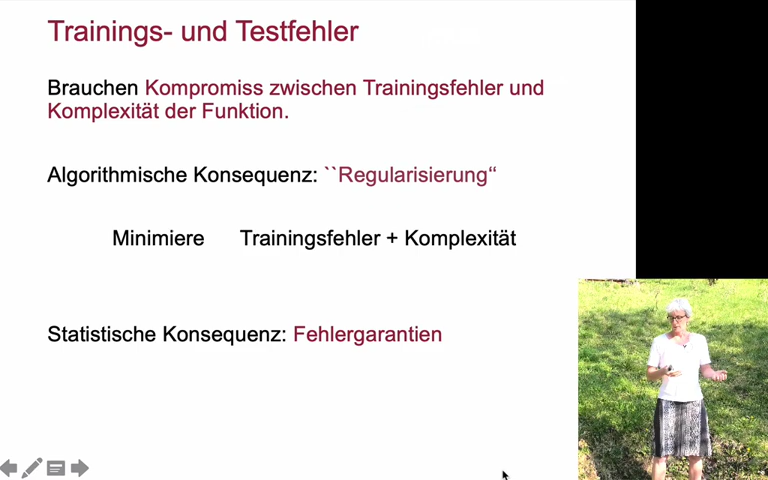 Trainings- und Testfehler
Brauchen Kompromiss zwischen Trainingsfehler und
Komplexität der Funktion.
Algorithmische Konsequenz: ``Regularisierung“
Minimiere Trainingsfehler + Komplexität
Statistische Konsequenz: Fehlergarantien